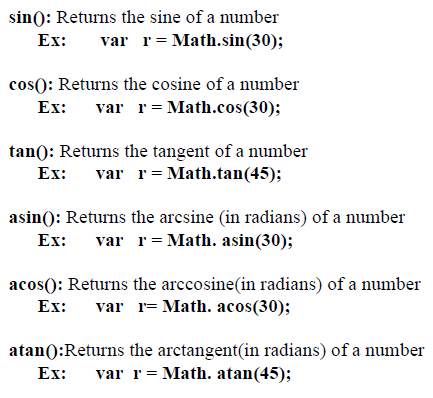 sin(): Returns the sine of a number
Ex: var r = Math.sin(30);
cos(): Returns the cosine of a number
Ex: var r = Math.cos(30);
tan(): Returns the tangent of a number
Ex: var r = Math.tan(45);
asin(): Returns the arcsine (in radians) of a number
Ex: var r = Math. asin(30);
acos(): Returns the arccosine(in radians) of a number
Ex: var r= Math. acos(30);
atan():Returns the arctangent(in radians) of a number
Ex: var r = Math. atan(45);